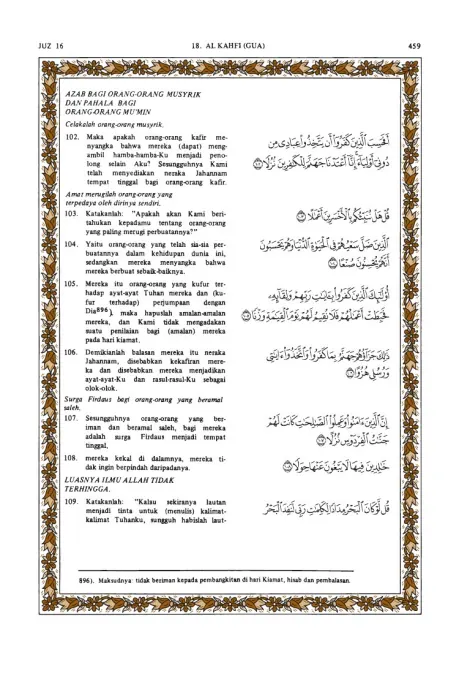 JUZ 16
18. AL KAHFI (GUA)
459
AZAB BAGI ORANG-ORANG MUSYRIK
DAN PAHALA BAGI
ORANG-ORANG MU'MIN
Celakalah orang-orang musyrik.
102. Maka apakah orang-orang kafir me-
nyangka bahwa mereka (dapat) meng-
ambil hamba-hamba-Ku menjadi peno-
long selain Aku? Sesungguhnya Kami
telah menyediakan neraka Jahannam
tempat tinggal bagi orang-orang kafir.
أَفَحَسِبَ الَّذِينَ كَفَرُوا أَن يَتَّخِذُوا عِبَادِي مِن
دُونِي أَوْلِيَاءَ إِنَّا أَعْتَدْنَا جَهَنَّمَ لِلْكَافِرِينَ نُزُلًا
Amat merugilah orang-orang yang
terpedaya oleh dirinya sendiri.
103. Katakanlah: "Apakah akan Kami beri-
tahukan kepadamu tentang orang-orang
yang paling merugi perbuatannya?"
قُلْ هَلْ نُنَبِّئُكُم بِالْأَخْسَرِينَ أَعْمَالًا
104. Yaitu orang-orang yang telah sia-sia per-
buatannya dalam kehidupan dunia ini,
sedangkan mereka menyangka bahwa
mereka berbuat sebaik-baiknya.
الَّذِينَ ضَلَّ سَعْيُهُمْ فِي الْحَيَاةِ الدُّنْيَا وَهُمْ يَحْسَبُونَ
أَنَّهُمْ يُحْسِنُونَ صُنْعًا
105. Mereka itu orang-orang yang kufur ter-
hadap ayat-ayat Tuhan mereka dan (ku-
fur terhadap) perjumpaan dengan
Dia896), maka hapuslah amalan-amalan
mereka, dan Kami tidak mengadakan
suatu penilaian bagi (amalan) mereka
pada hari kiamat.
أُولَٰئِكَ الَّذِينَ كَفَرُوا بِآيَاتِ رَبِّهِمْ وَلِقَائِهِ
فَحَبِطَتْ أَعْمَالُهُمْ فَلَا نُقِيمُ لَهُمْ يَوْمَ الْقِيَامَةِ وَزْنًا
106. Demikianlah balasan mereka itu neraka
Jahannam, disebabkan kekafiran mere-
ka dan disebabkan mereka menjadikan
ayat-ayat-Ku dan rasul-rasul-Ku sebagai
olok-olok.
ذَٰلِكَ جَزَاؤُهُمْ جَهَنَّمُ بِمَا كَفَرُوا وَاتَّخَذُوا آيَاتِي
وَرُسُلِي هُزُوًا
Surga Firdaus bagi orang-orang yang beramal
saleh.
107. Sesungguhnya orang-orang yang ber-
iman dan beramal saleh, bagi mereka
adalah surga Firdaus menjadi tempat
tinggal,
إِنَّ الَّذِينَ آمَنُوا وَعَمِلُوا الصَّالِحَاتِ كَانَتْ لَهُمْ
جَنَّاتُ الْفِرْدَوْسِ نُزُلًا
108. mereka kekal di dalamnya, mereka ti-
dak ingin berpindah daripadanya.
خَالِدِينَ فِيهَا لَا يَبْغُونَ عَنْهَا حِوَلًا
LUASNYA ILMU ALLAH TIDAK
TERHINGGA.
109. Katakanlah: "Kalau sekiranya lautan
menjadi tinta untuk (menulis) kalimat-
kalimat Tuhanku, sungguh habislah laut-
قُل لَّوْ كَانَ الْبَحْرُ مِدَادًا لِّكَلِمَاتِ رَبِّي لَنَفِدَ الْبَحْرُ
896). Maksudnya: tidak beriman kepada pembangkitan di hari Kiamat, hisab dan pembalasan.